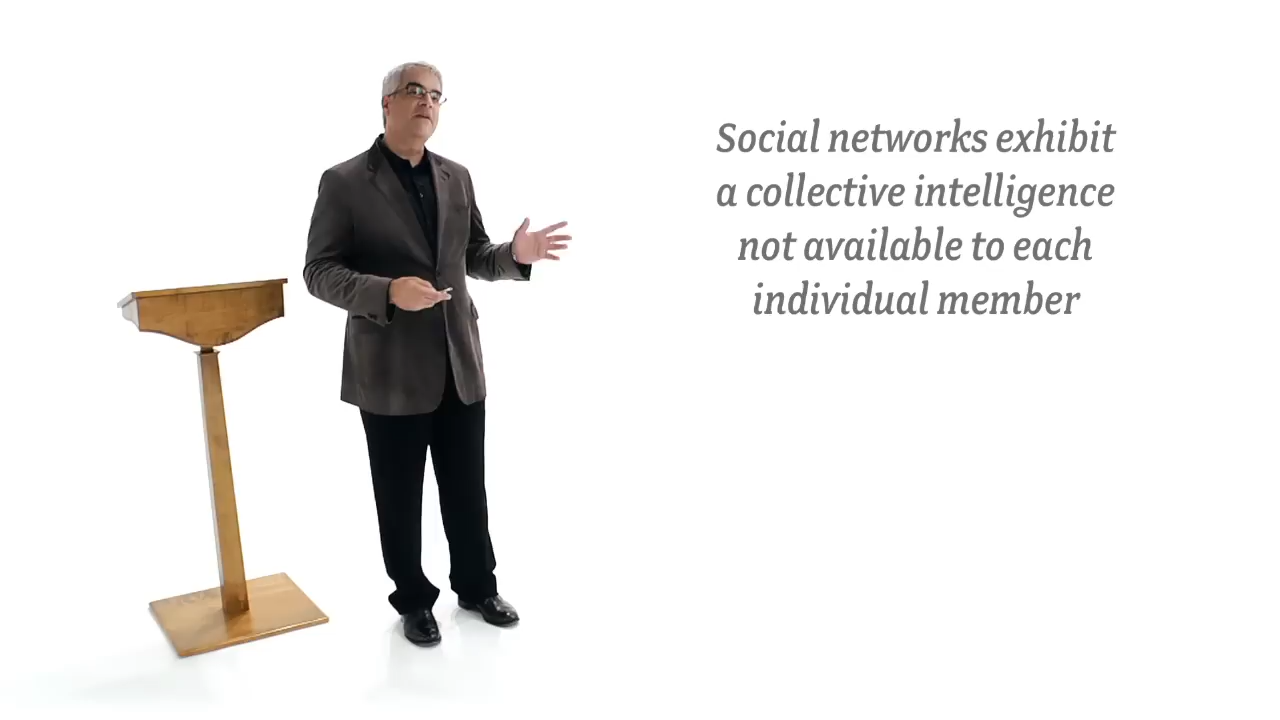 Social networks exhibit
a collective intelligence
not available to each
individual member